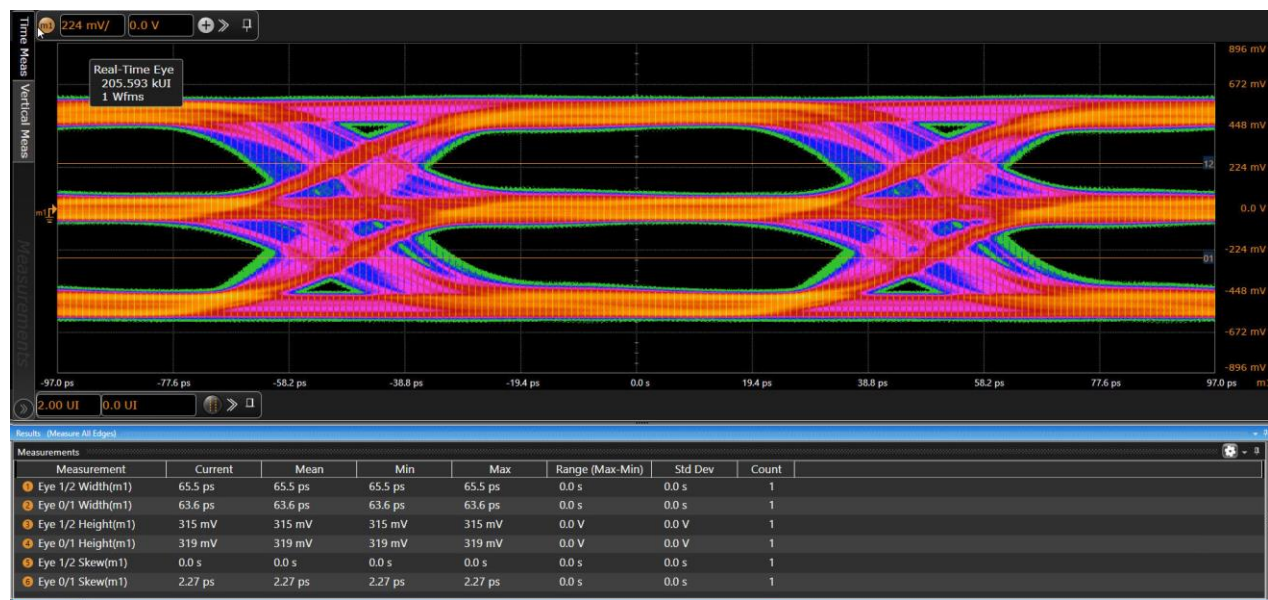 m1 224 mV/ 0.0 V
Time Meas
Vertical Meas
Measurements
Real-Time Eye
205.593 kUI
1 Wfms
896 mV
672 mV
448 mV
12
224 mV
m1
0.0 V
-224 mV
01
-448 mV
-672 mV
-896 mV
-97.0 ps -77.6 ps -58.2 ps -38.8 ps -19.4 ps 0.0 s 19.4 ps 38.8 ps 58.2 ps 77.6 ps 97.0 ps m1
2.00 UI 0.0 UI
Results (Measure All Edges)
Measurements
Measurement Current Mean Min Max Range (Max-Min) Std Dev Count
1 Eye 1/2 Width(m1) 65.5 ps 65.5 ps 65.5 ps 65.5 ps 0.0 s 0.0 s 1
2 Eye 0/1 Width(m1) 63.6 ps 63.6 ps 63.6 ps 63.6 ps 0.0 s 0.0 s 1
3 Eye 1/2 Height(m1) 315 mV 315 mV 315 mV 315 mV 0.0 V 0.0 V 1
4 Eye 0/1 Height(m1) 319 mV 319 mV 319 mV 319 mV 0.0 V 0.0 V 1
5 Eye 1/2 Skew(m1) 0.0 s 0.0 s 0.0 s 0.0 s 0.0 s 0.0 s 1
6 Eye 0/1 Skew(m1) 2.27 ps 2.27 ps 2.27 ps 2.27 ps 0.0 s 0.0 s 1